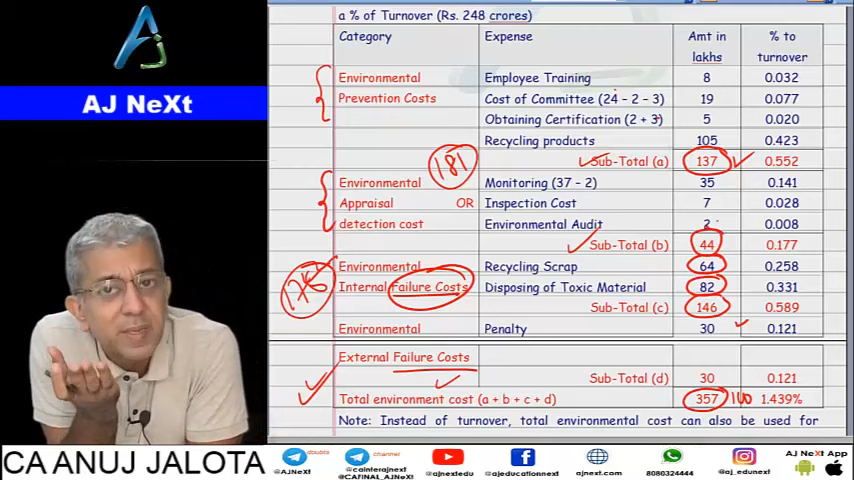 a % of Turnover (Rs. 248 crores)
Category Expense Amt in lakhs % to turnover
Environmental Employee Training 8 0.032
Prevention Costs Cost of Committee (24 – 2 – 3) 19 0.077
Obtaining Certification (2 + 3) 5 0.020
Recycling products 105 0.423
181 Sub-Total (a) 137 0.552
Environmental Monitoring (37 – 2) 35 0.141
Appraisal OR Inspection Cost 7 0.028
detection cost Environmental Audit 2 0.008
Sub-Total (b) 44 0.177
Environmental Recycling Scrap 64 0.258
176 Internal Failure Costs Disposing of Toxic Material 82 0.331
Sub-Total (c) 146 0.589
Environmental Penalty 30 0.121
External Failure Costs
Sub-Total (d) 30 0.121
Total environment cost (a + b + c + d) 357 100 1.439%
Note: Instead of turnover, total environmental cost can also be used for
AJ NeXt
CA ANUJ JALOTA
doubts
@AJNeXt
channel
@cainterajnext
@CAFINAL_AJNeXt
@ajnextedu
@ajeducationnext
ajnext.com
8080324344
@aj_edunext
AJ NeXt App